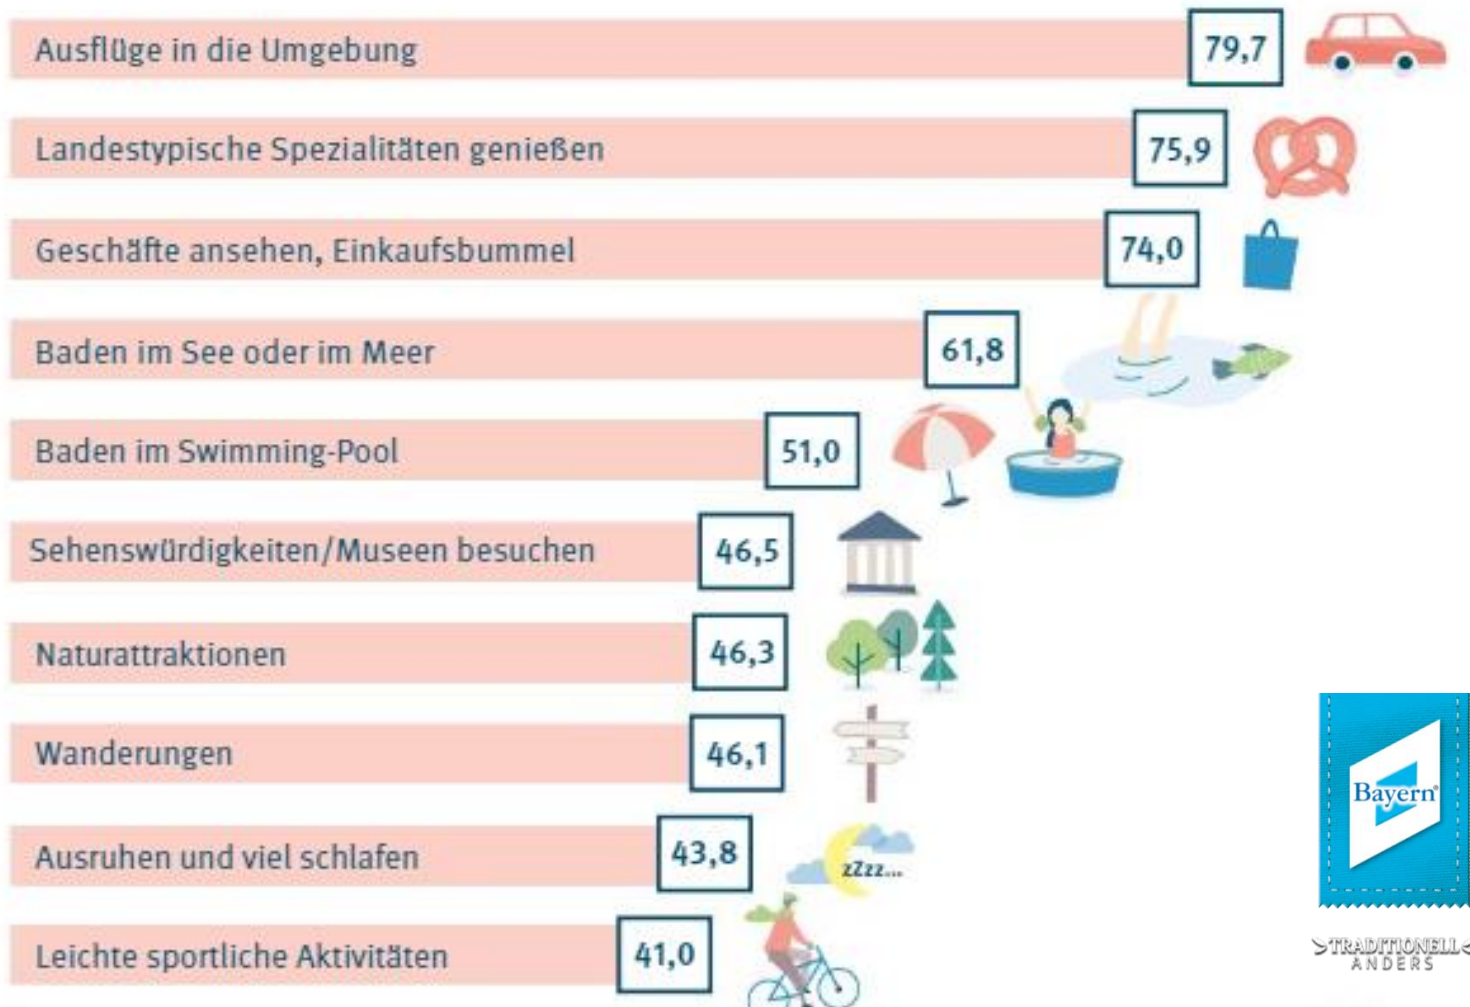 Ausflüge in die Umgebung 79,7
Landestypische Spezialitäten genießen 75,9
Geschäfte ansehen, Einkaufsbummel 74,0
Baden im See oder im Meer 61,8
Baden im Swimming-Pool 51,0
Sehenswürdigkeiten/Museen besuchen 46,5
Naturattraktionen 46,3
Wanderungen 46,1
Ausruhen und viel schlafen 43,8
zZzz...
Leichte sportliche Aktivitäten 41,0
Bayern®
TRADITIONELL
ANDERS